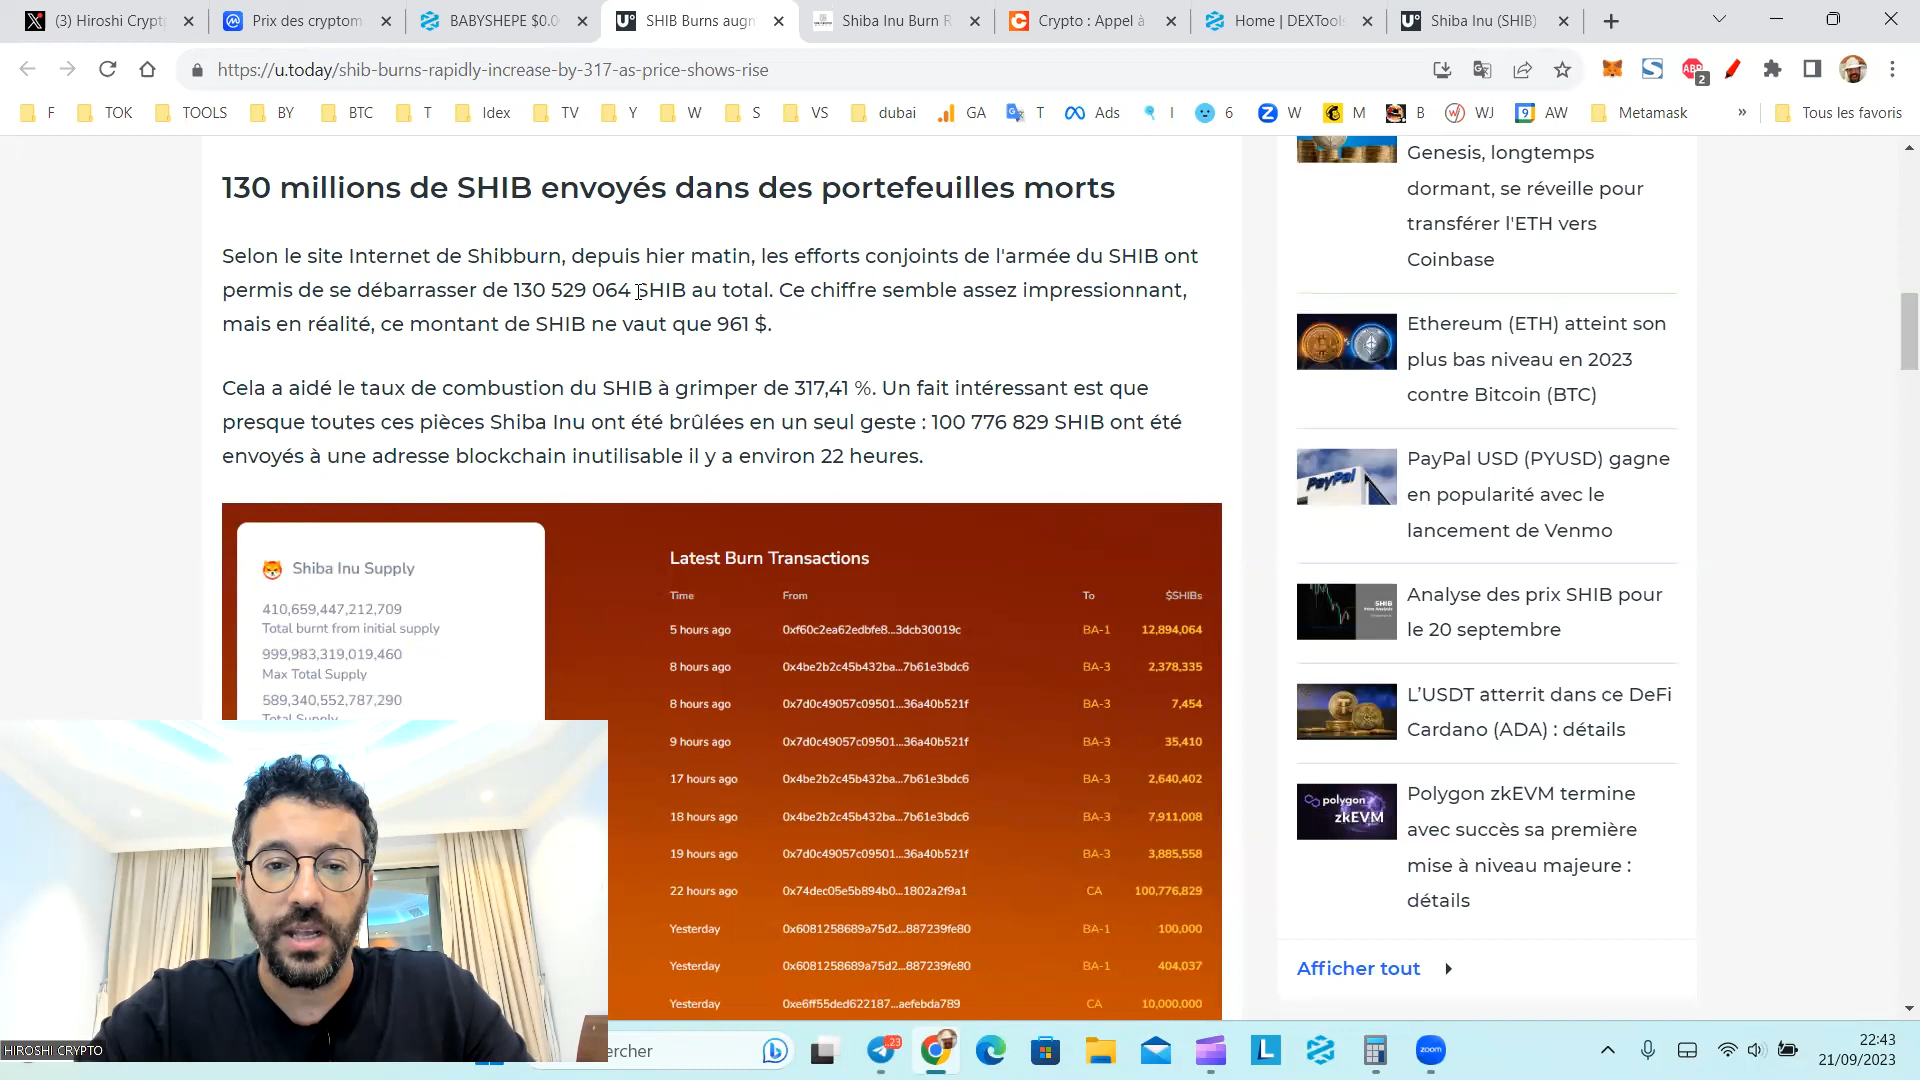 (3) Hiroshi Crypt
Prix des cryptom
BABYSHEPE $0.0
SHIB Burns augn
Shiba Inu Burn R
Crypto : Appel à
Home | DEXTools
Shiba Inu (SHIB)
https://u.today/shib-burns-rapidly-increase-by-317-as-price-shows-rise
ABP
2
F
TOK
TOOLS
BY
BTC
T
Idex
TV
Y
W
S
VS
dubai
GA
T
Ads
I
6
W
M
B
WJ
AW
Metamask
»
Tous les favoris
130 millions de SHIB envoyés dans des portefeuilles morts
Selon le site Internet de Shibburn, depuis hier matin, les efforts conjoints de l'armée du SHIB ont
permis de se débarrasser de 130 529 064 SHIB au total. Ce chiffre semble assez impressionnant,
mais en réalité, ce montant de SHIB ne vaut que 961 $.
Cela a aidé le taux de combustion du SHIB à grimper de 317,41 %. Un fait intéressant est que
presque toutes ces pièces Shiba Inu ont été brûlées en un seul geste : 100 776 829 SHIB ont été
envoyés à une adresse blockchain inutilisable il y a environ 22 heures.
Shiba Inu Supply
410,659,447,212,709
Total burnt from initial supply
999,983,319,019,460
Max Total Supply
589,340,552,787,290
Total Supply
Latest Burn Transactions
Time From To $SHIBs
5 hours ago 0xf60c2ea62edbfe8...3dcb30019c BA-1 12,894,064
8 hours ago 0x4be2b2c45b432ba...7b61e3bdc6 BA-3 2,378,335
8 hours ago 0x7d0c49057c09501...36a40b521f BA-3 7,454
9 hours ago 0x7d0c49057c09501...36a40b521f BA-3 35,410
17 hours ago 0x4be2b2c45b432ba...7b61e3bdc6 BA-3 2,640,402
18 hours ago 0x4be2b2c45b432ba...7b61e3bdc6 BA-3 7,911,008
19 hours ago 0x7d0c49057c09501...36a40b521f BA-3 3,885,558
22 hours ago 0x74dec05e5b894b0...1802a2f9a1 CA 100,776,829
Yesterday 0x6081258689a75d2...887239fe80 BA-1 100,000
Yesterday 0x6081258689a75d2...887239fe80 BA-1 404,037
Yesterday 0xe6ff55ded622187...aefebda789 CA 10,000,000
Genesis, longtemps
dormant, se réveille pour
transférer l'ETH vers
Coinbase
Ethereum (ETH) atteint son
plus bas niveau en 2023
contre Bitcoin (BTC)
PayPal
PayPal USD (PYUSD) gagne
en popularité avec le
lancement de Venmo
SHIB
Analyse des prix SHIB pour
le 20 septembre
L'USDT atterrit dans ce DeFi
Cardano (ADA) : détails
polygon
zkEVM
Polygon zkEVM termine
avec succès sa première
mise à niveau majeure :
détails
Afficher tout
HIROSHI CRYPTO
ercher
..23
L
zoom
22:43
21/09/2023